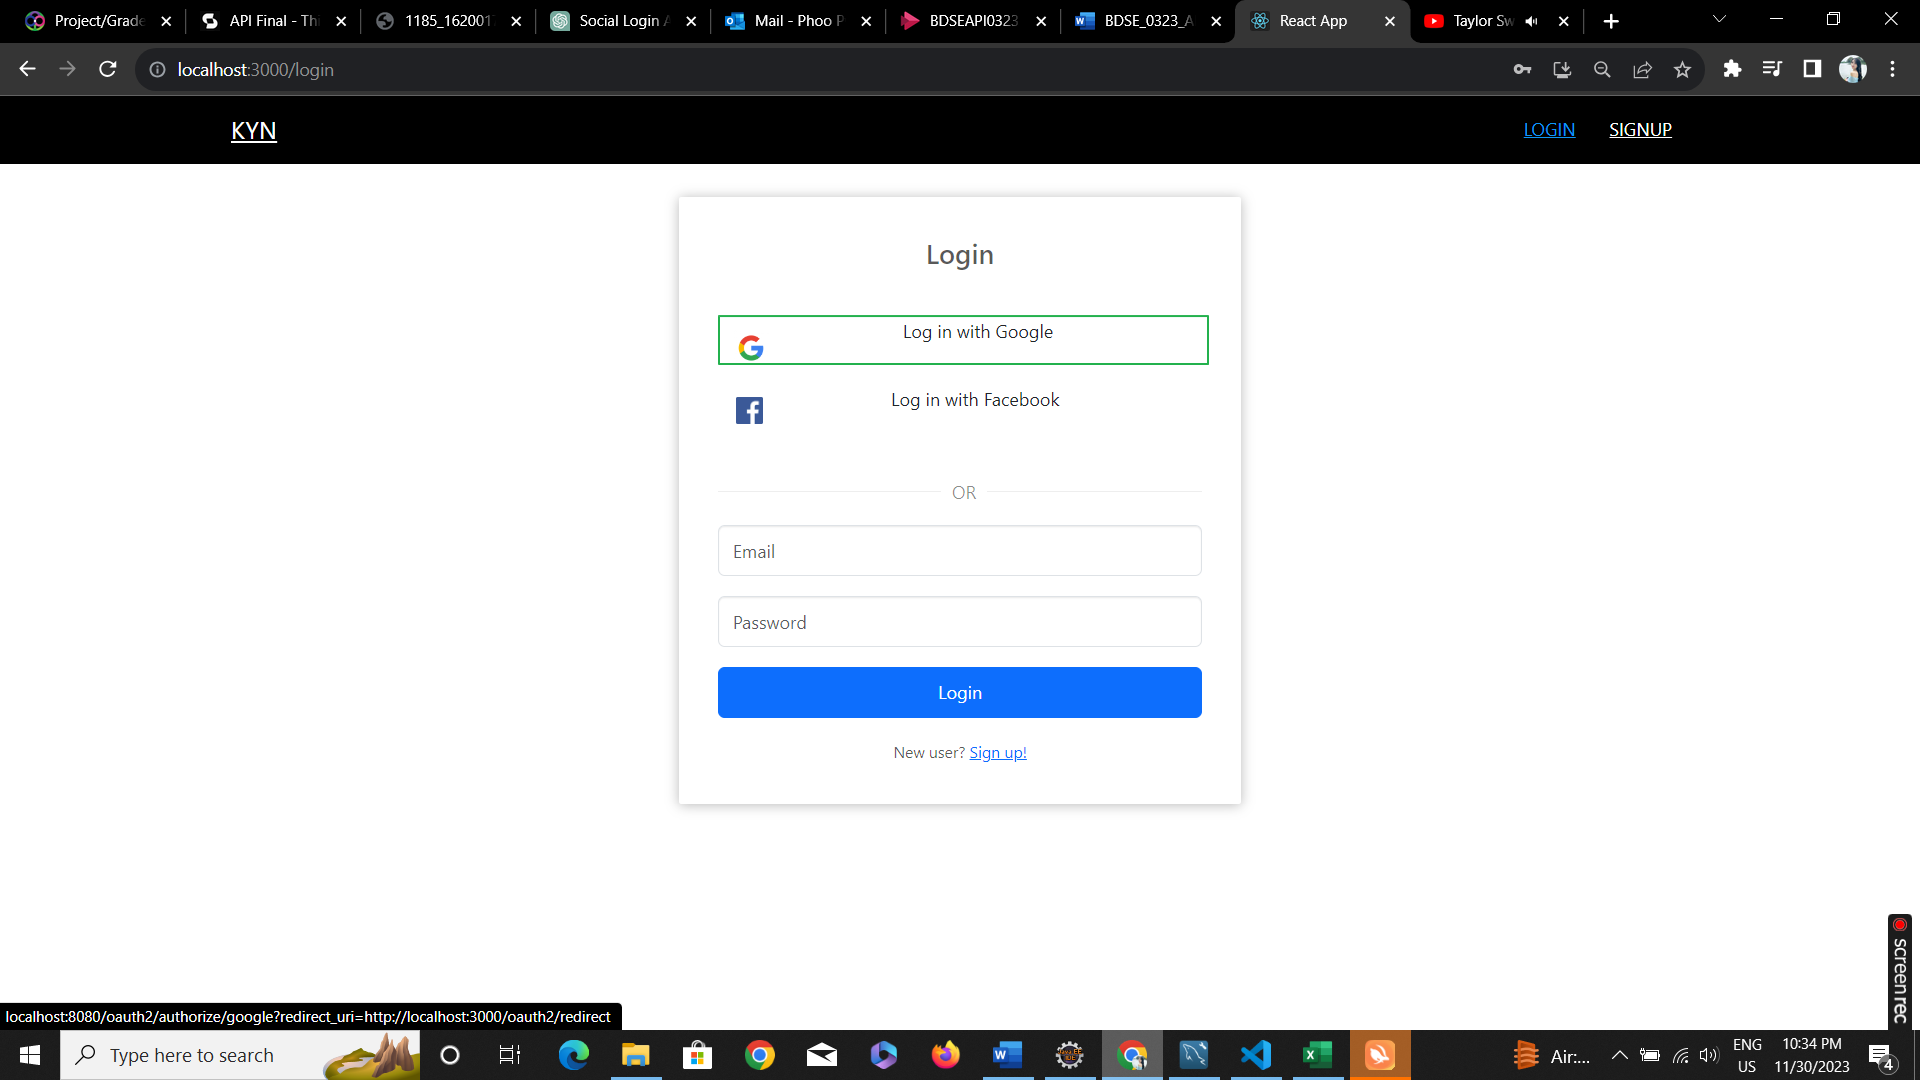 Project/Grade
API Final - Thi
1185_162001
Social Login A
Mail - Phoo P
BDSEAPI0323
BDSE_0323_A
React App
Taylor Sw
localhost:3000/login
KYN
LOGIN
SIGNUP
Login
Log in with Google
Log in with Facebook
OR
Email
Password
Login
New user? Sign up!
screenrec
localhost:8080/oauth2/authorize/google?redirect_uri=http://localhost:3000/oauth2/redirect
Type here to search
Air:...
ENG
US
10:34 PM
11/30/2023
4